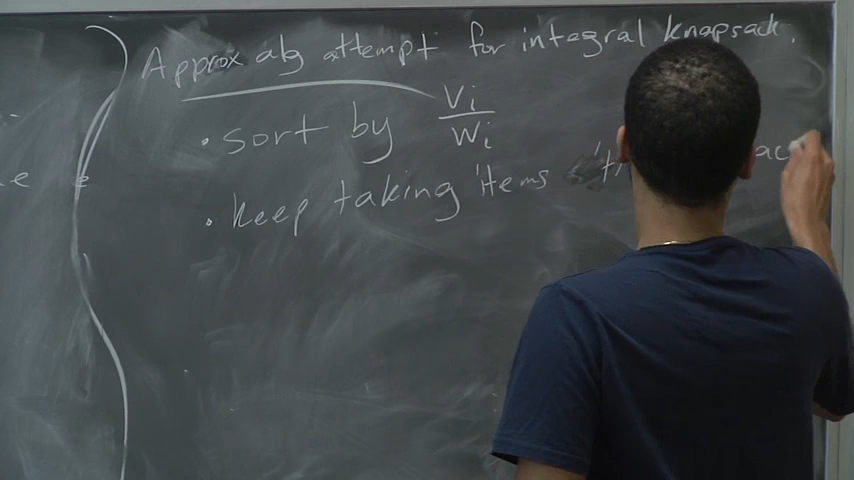 Approx alg attempt for integral knapsack.
• sort by Vi/Wi
• keep taking items
e e